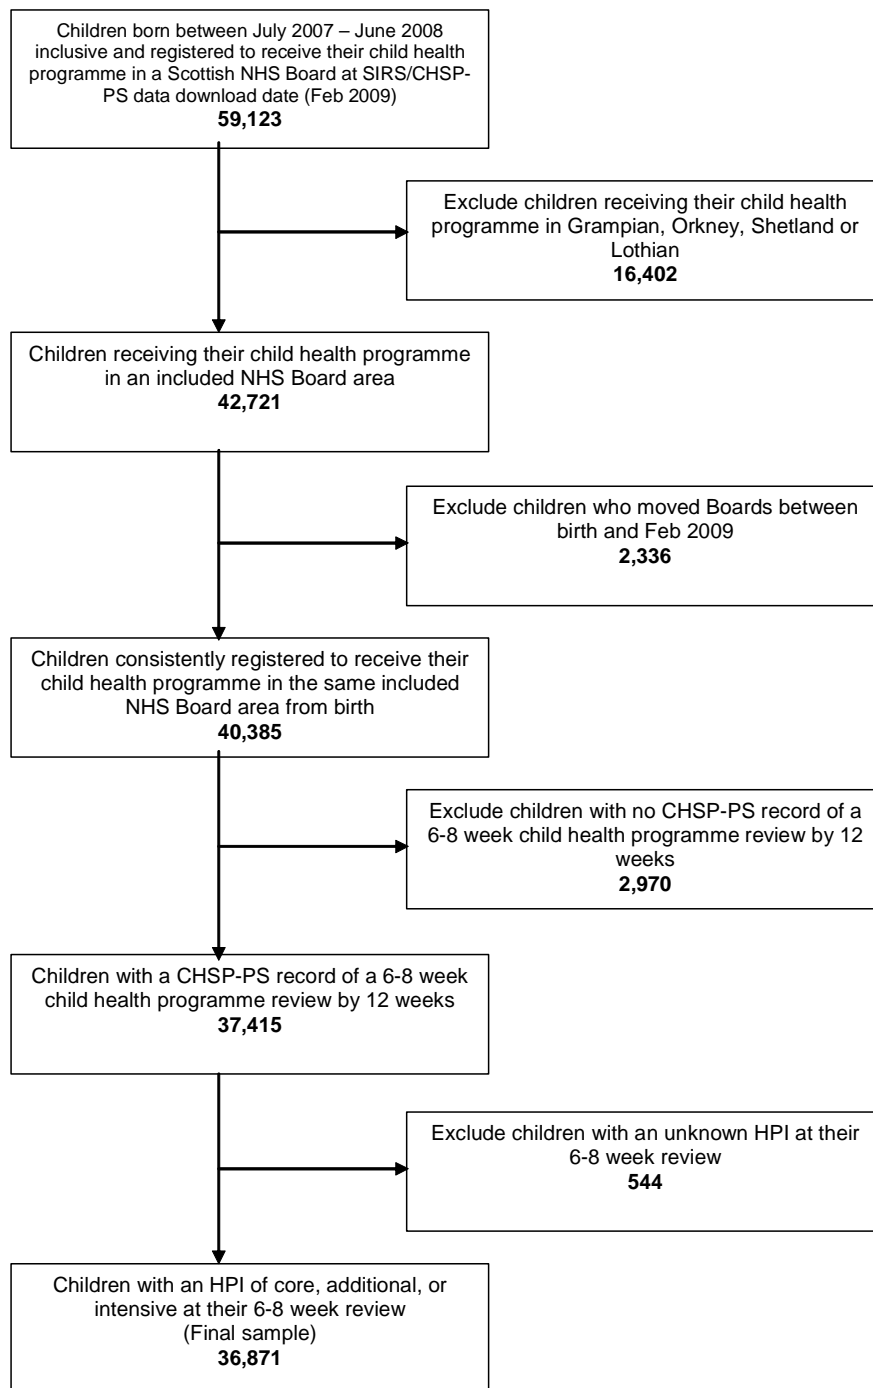 Children born between July 2007 – June 2008
inclusive and registered to receive their child health
programme in a Scottish NHS Board at SIRS/CHSP-
PS data download date (Feb 2009)
59,123
Exclude children receiving their child health
programme in Grampian, Orkney, Shetland or
Lothian
16,402
Children receiving their child health programme
in an included NHS Board area
42,721
Exclude children who moved Boards between
birth and Feb 2009
2,336
Children consistently registered to receive their
child health programme in the same included
NHS Board area from birth
40,385
Exclude children with no CHSP-PS record of a
6-8 week child health programme review by 12
weeks
2,970
Children with a CHSP-PS record of a 6-8 week
child health programme review by 12 weeks
37,415
Exclude children with an unknown HPI at their
6-8 week review
544
Children with an HPI of core, additional, or
intensive at their 6-8 week review
(Final sample)
36,871